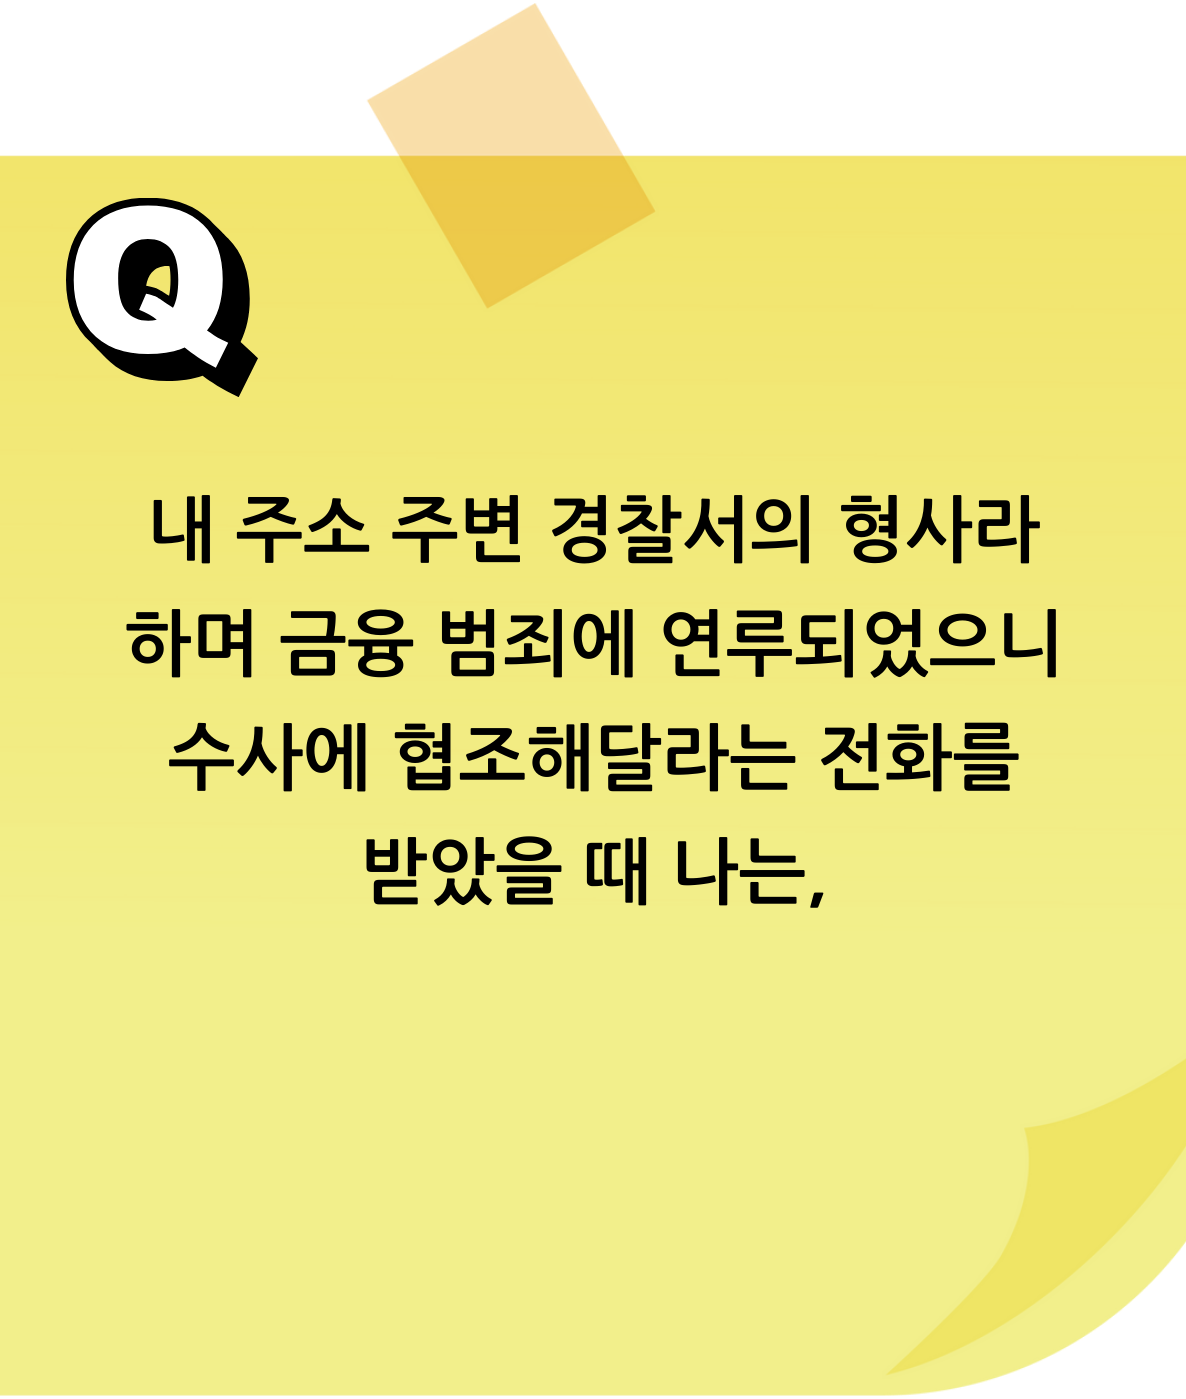 Q
내 주소 주변 경찰서의 형사라
하며 금융 범죄에 연루되었으니
수사에 협조해달라는 전화를
받았을 때 나는,